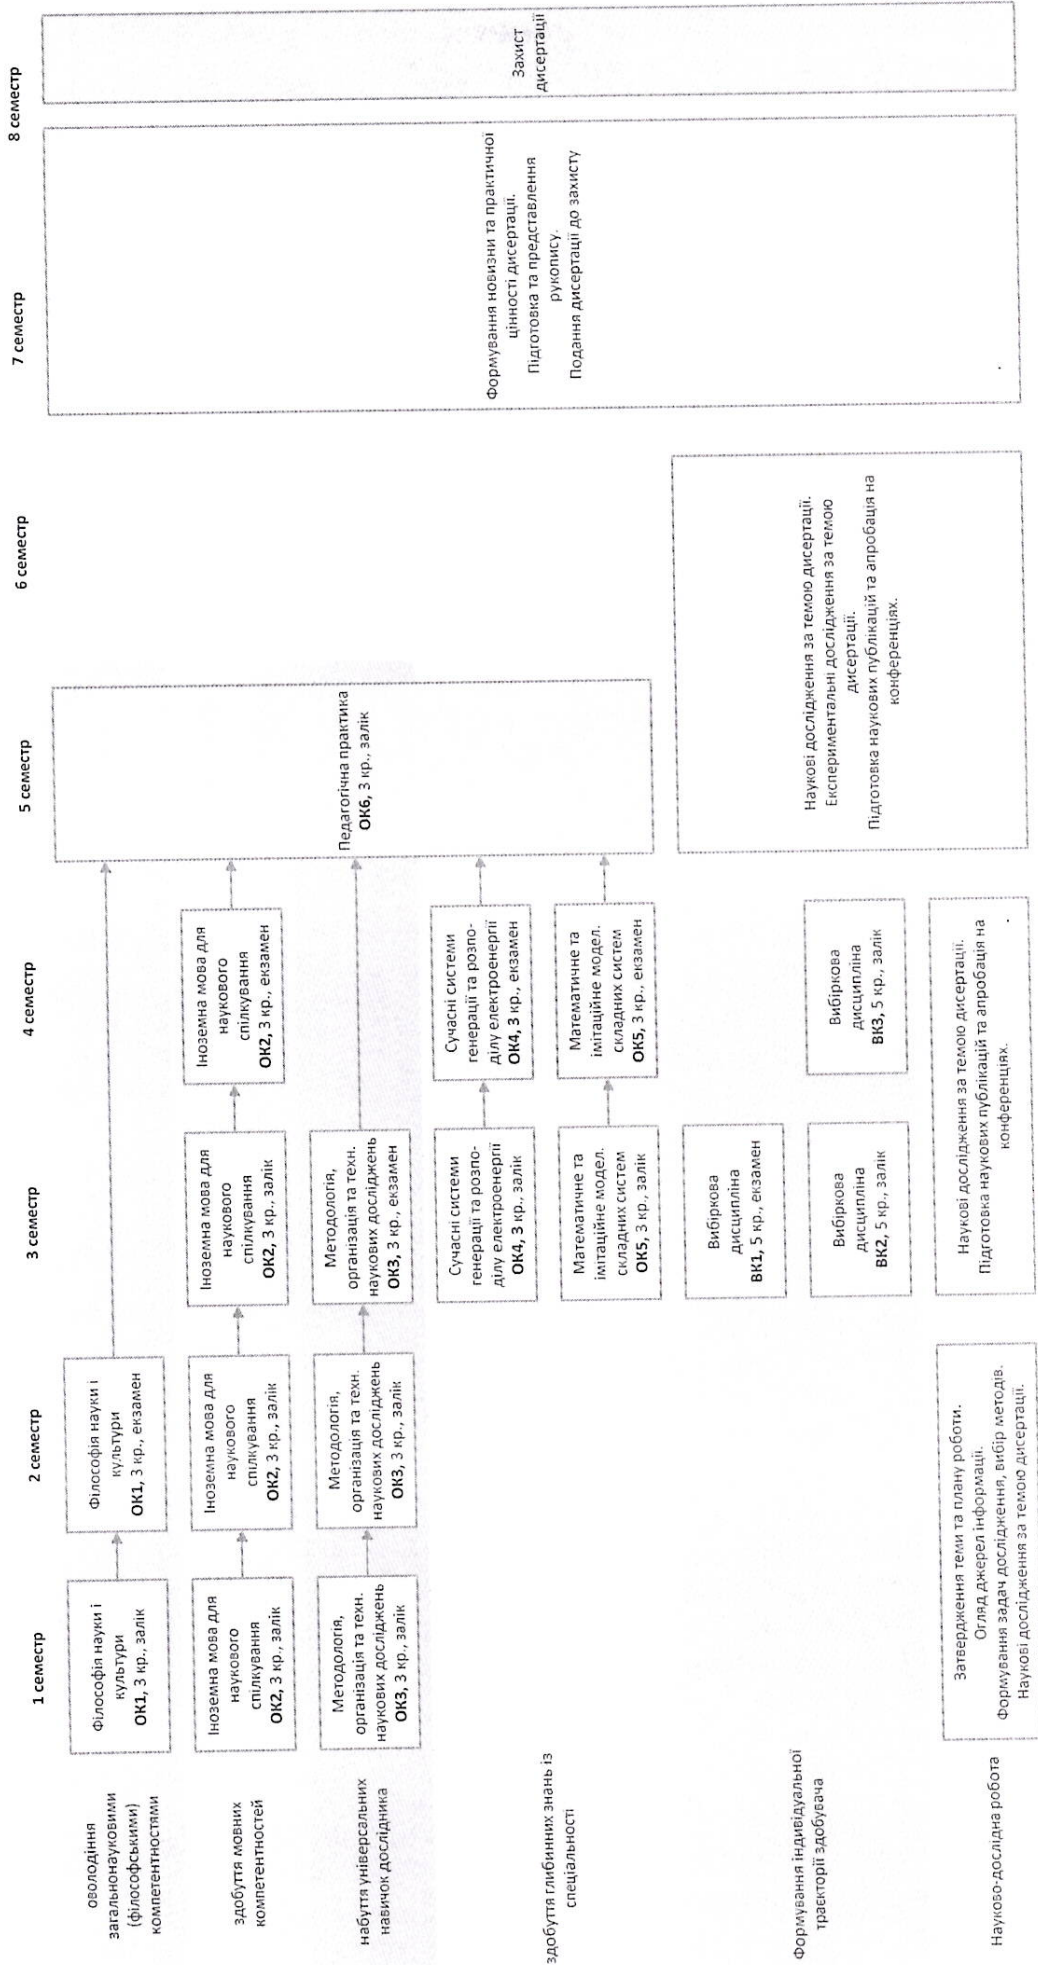 1 семестр
2 семестр
3 семестр
4 семестр
5 семестр
6 семестр
7 семестр
8 семестр
оволодіння
загальнонауковими
(філософськими)
компетентностями
Філософія науки і
культури
ОК1, 3 кр., залік
Філософія науки і
культури
ОК1, 3 кр., екзамен
здобуття мовних
компетентностей
Іноземна мова для
наукового
спілкування
ОК2, 3 кр., залік
Іноземна мова для
наукового
спілкування
ОК2, 3 кр., залік
Іноземна мова для
наукового
спілкування
ОК2, 3 кр., залік
Іноземна мова для
наукового
спілкування
ОК2, 3 кр., екзамен
набуття універсальних
навичок дослідника
Методологія,
організація та техн.
наукових досліджень
ОК3, 3 кр., залік
Методологія,
організація та техн.
наукових досліджень
ОК3, 3 кр., залік
Методологія,
організація та техн.
наукових досліджень
ОК3, 3 кр., екзамен
здобуття глибинних знань із
спеціальності
Сучасні системи
генерації та розпо-
ділу електроенергії
ОК4, 3 кр., залік
Сучасні системи
генерації та розпо-
ділу електроенергії
ОК4, 3 кр., екзамен
Математичне та
імітаційне модел.
складних систем
ОК5, 3 кр., залік
Математичне та
імітаційне модел.
складних систем
ОК5, 3 кр., екзамен
Педагогічна практика
ОК6, 3 кр., залік
Формування індивідуальної
траєкторії здобувача
Вибіркова
дисципліна
ВК1, 5 кр., екзамен
Вибіркова
дисципліна
ВК2, 5 кр., залік
Вибіркова
дисципліна
ВК3, 5 кр., залік
Науково-дослідна робота
Затвердження теми та плану роботи.
Огляд джерел інформації.
Формування задач дослідження, вибір методів.
Наукові дослідження за темою дисертації.
Наукові дослідження за темою дисертації.
Підготовка наукових публікацій та апробація на
конференціях.
Наукові дослідження за темою дисертації.
Експериментальні дослідження за темою
дисертації.
Підготовка наукових публікацій та апробація на
конференціях.
Формування новизни та практичної
цінності дисертації.
Підготовка та представлення
рукопису.
Подання дисертації до захисту
Захист
дисертації